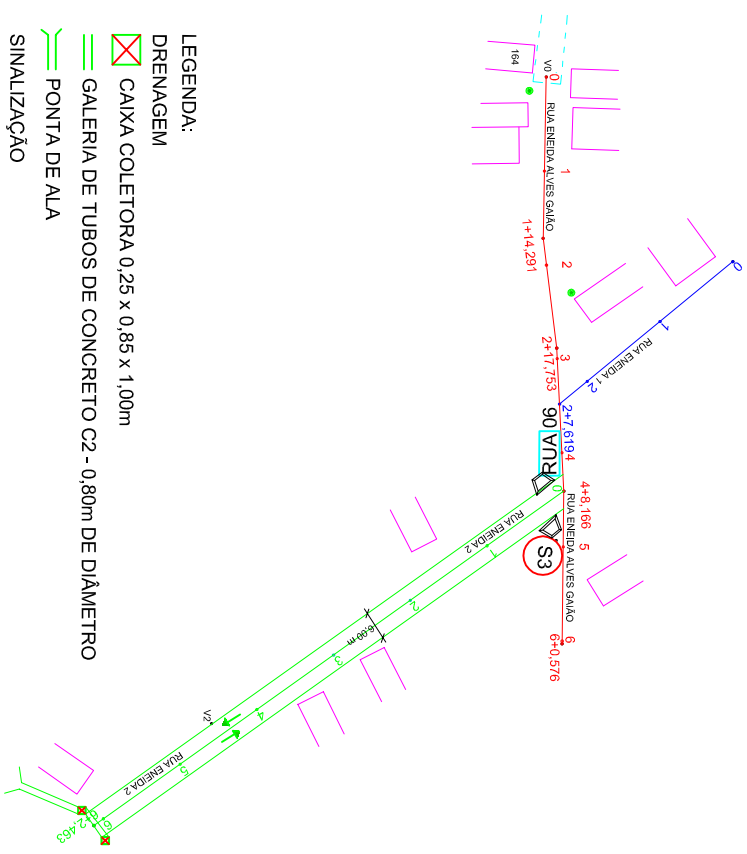 LEGENDA:
DRENAGEM
CAIXA COLETORA 0,25 x 0,85 x 1,00m
GALERIA DE TUBOS DE CONCRETO C2 - 0,80m DE DIÂMETRO
PONTA DE ALA
SINALIZAÇÃO
164
V0
0
RUA ENEIDA ALVES GAIÃO
1
1+14,291
2
2+17,753
3
0
1
RUA ENEIDA 1
2
2+7,619
4
RUA 06
0
4+8,166
RUA ENEIDA ALVES GAIÃO
5
S3
6
6+0,576
RUA ENEIDA 2
1
2
6,00 m
3
4
V2
5
RUA ENEIDA 2
6
6+2,463